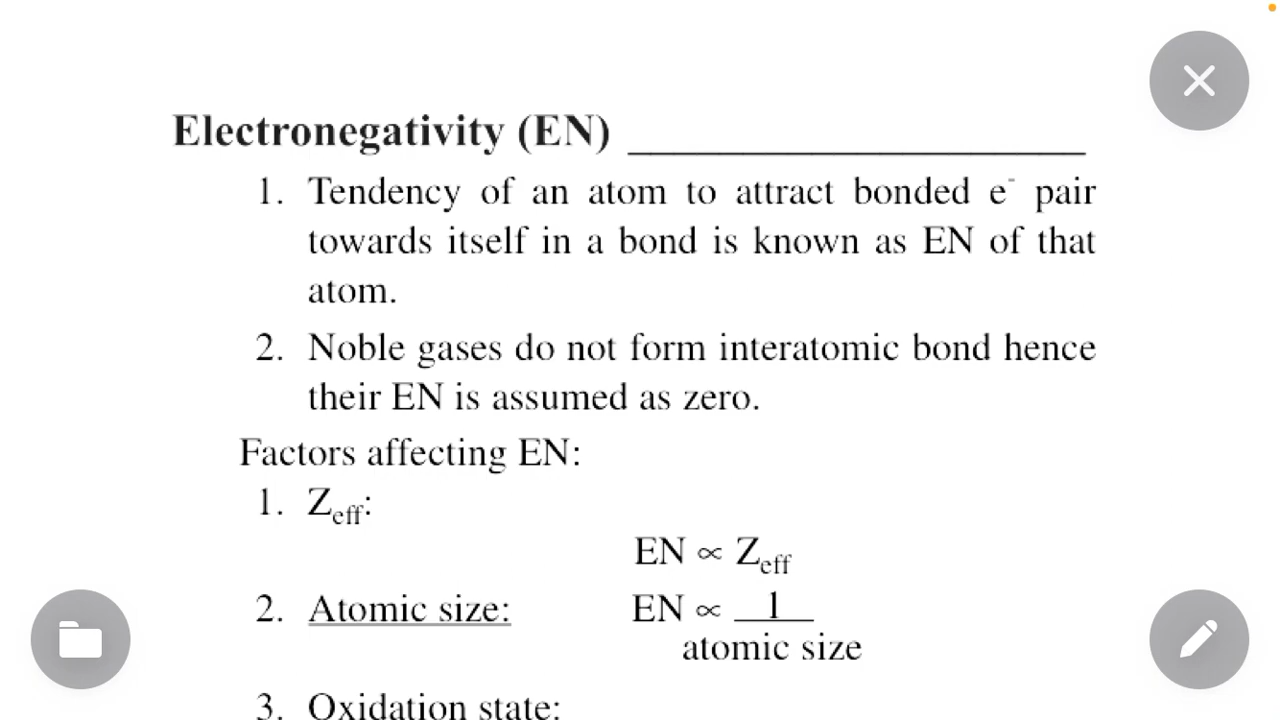 Electronegativity (EN)
1. Tendency of an atom to attract bonded e⁻ pair
towards itself in a bond is known as EN of that
atom.
2. Noble gases do not form interatomic bond hence
their EN is assumed as zero.
Factors affecting EN:
1. Zeff:
EN ∝ Zeff
2. Atomic size: EN ∝ 1
atomic size
3. Oxidation state: